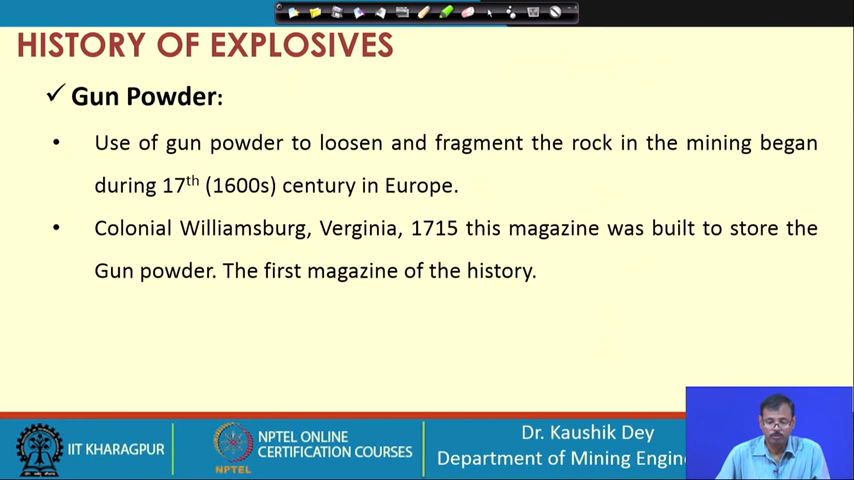 HISTORY OF EXPLOSIVES
✓ Gun Powder:
• Use of gun powder to loosen and fragment the rock in the mining began
during 17th (1600s) century in Europe.
• Colonial Williamsburg, Verginia, 1715 this magazine was built to store the
Gun powder. The first magazine of the history.
IIT KHARAGPUR
NPTEL
NPTEL ONLINE
CERTIFICATION COURSES
Dr. Kaushik Dey
Department of Mining Engine